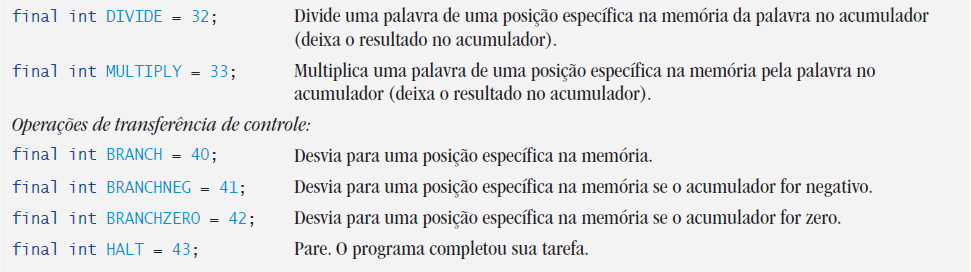 final int DIVIDE = 32; Divide uma palavra de uma posição específica na memória da palavra no acumulador
(deixa o resultado no acumulador).
final int MULTIPLY = 33; Multiplica uma palavra de uma posição específica na memória pela palavra no
acumulador (deixa o resultado no acumulador).
Operações de transferência de controle:
final int BRANCH = 40; Desvia para uma posição específica na memória.
final int BRANCHNEG = 41; Desvia para uma posição específica na memória se o acumulador for negativo.
final int BRANCHZERO = 42; Desvia para uma posição específica na memória se o acumulador for zero.
final int HALT = 43; Pare. O programa completou sua tarefa.